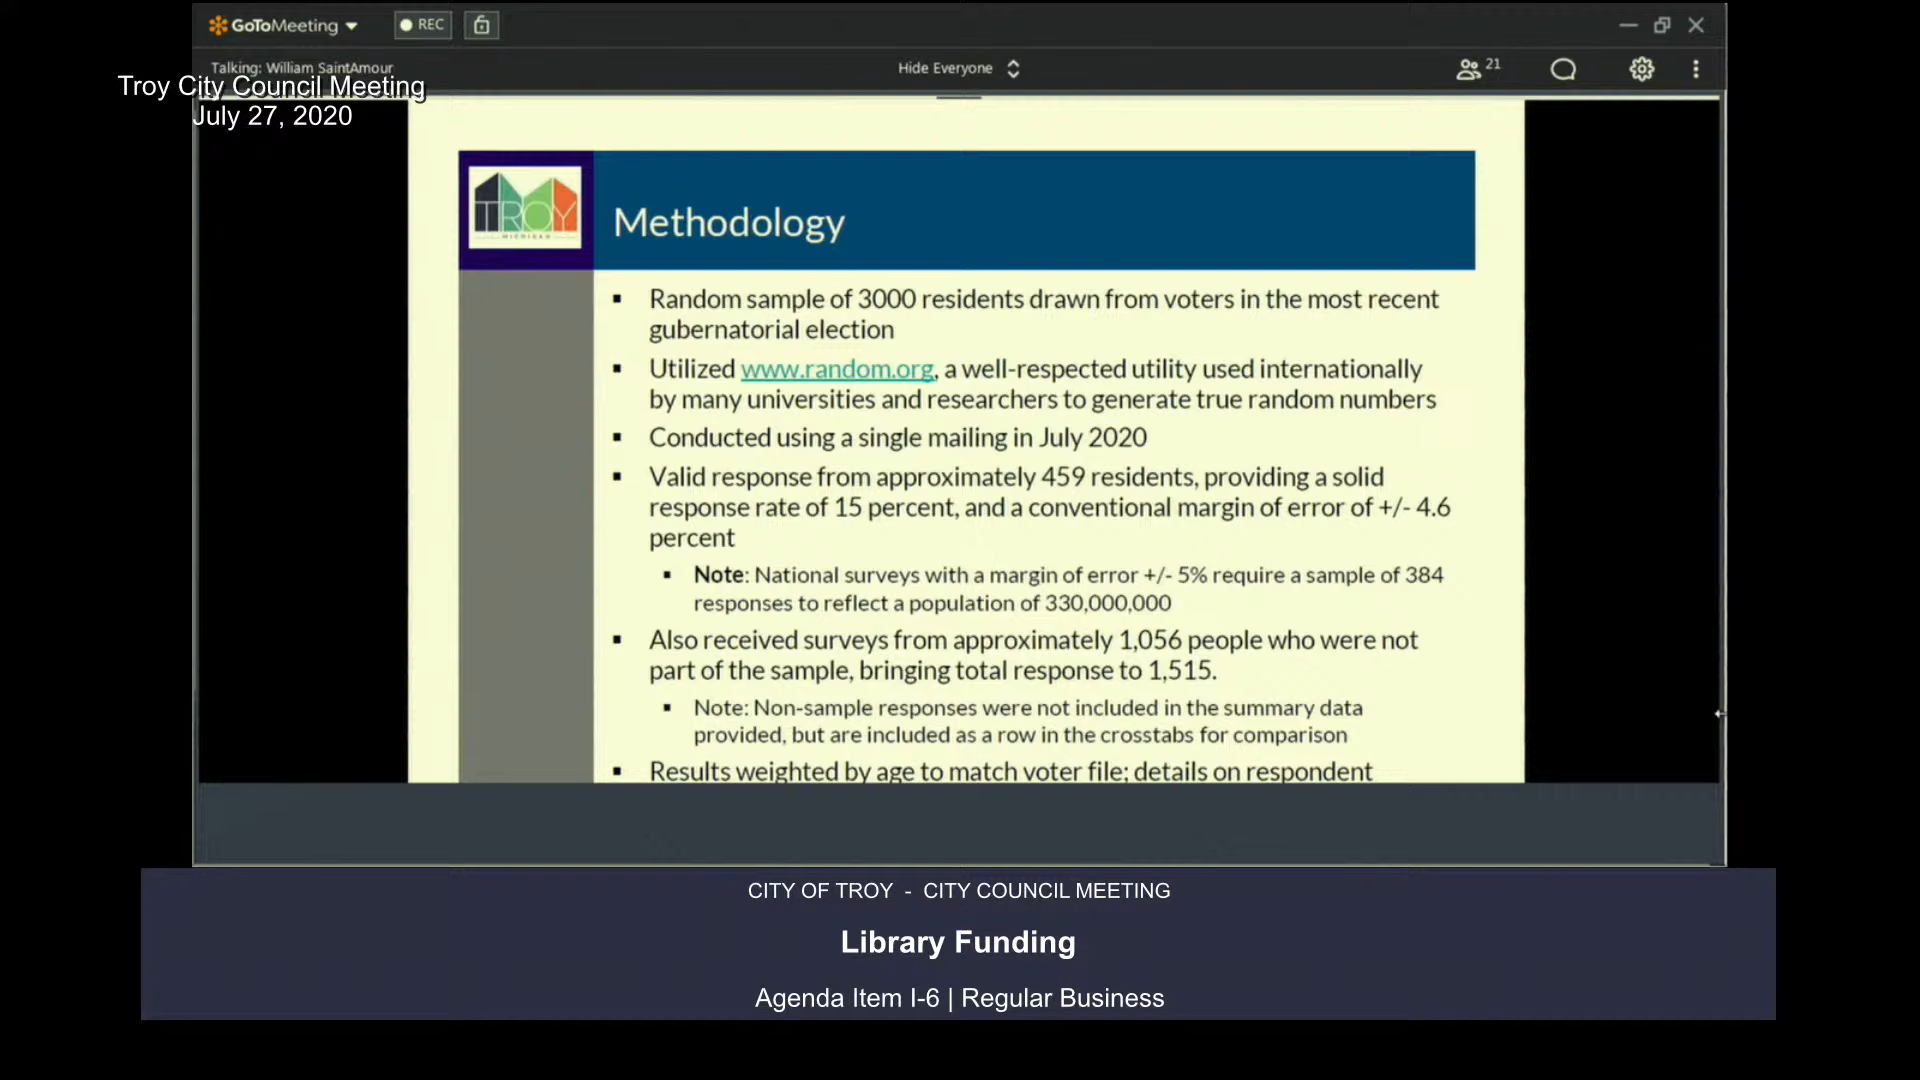 GoToMeeting
REC
Talking: William SaintAmour
Hide Everyone
21
Troy City Council Meeting
July 27, 2020
TROY
MICHIGAN
Methodology
▪ Random sample of 3000 residents drawn from voters in the most recent
gubernatorial election
▪ Utilized www.random.org, a well-respected utility used internationally
by many universities and researchers to generate true random numbers
▪ Conducted using a single mailing in July 2020
▪ Valid response from approximately 459 residents, providing a solid
response rate of 15 percent, and a conventional margin of error of +/- 4.6
percent
▪ Note: National surveys with a margin of error +/- 5% require a sample of 384
responses to reflect a population of 330,000,000
▪ Also received surveys from approximately 1,056 people who were not
part of the sample, bringing total response to 1,515.
▪ Note: Non-sample responses were not included in the summary data
provided, but are included as a row in the crosstabs for comparison
▪ Results weighted by age to match voter file; details on respondent
CITY OF TROY - CITY COUNCIL MEETING
Library Funding
Agenda Item I-6 | Regular Business